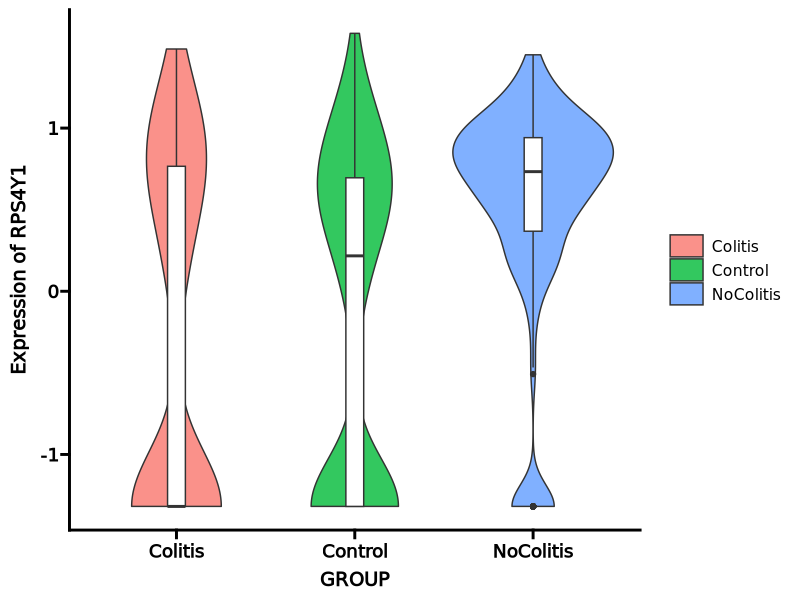 Expression of RPS4Y1
1
0
-1
Colitis
Control
NoColitis
GROUP
Colitis
Control
NoColitis